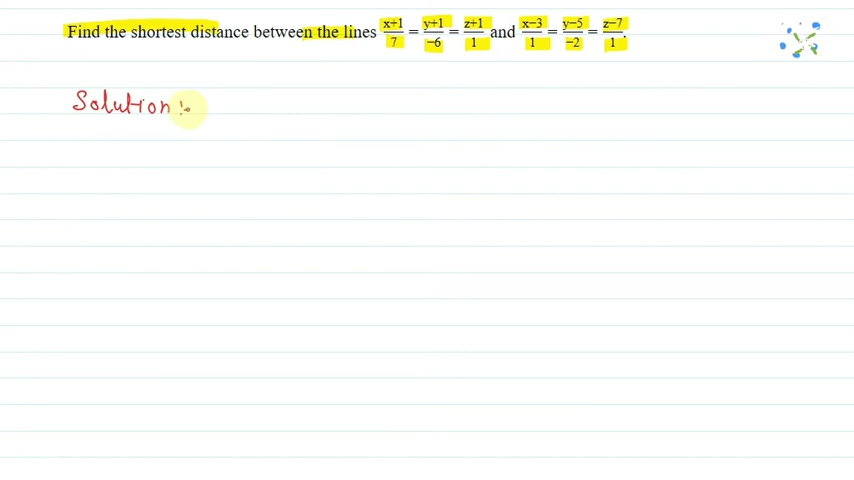 Find the shortest distance between the lines x+1/7 = y+1/−6 = z+1/1 and x−3/1 = y−5/−2 = z−7/1.
Solution :